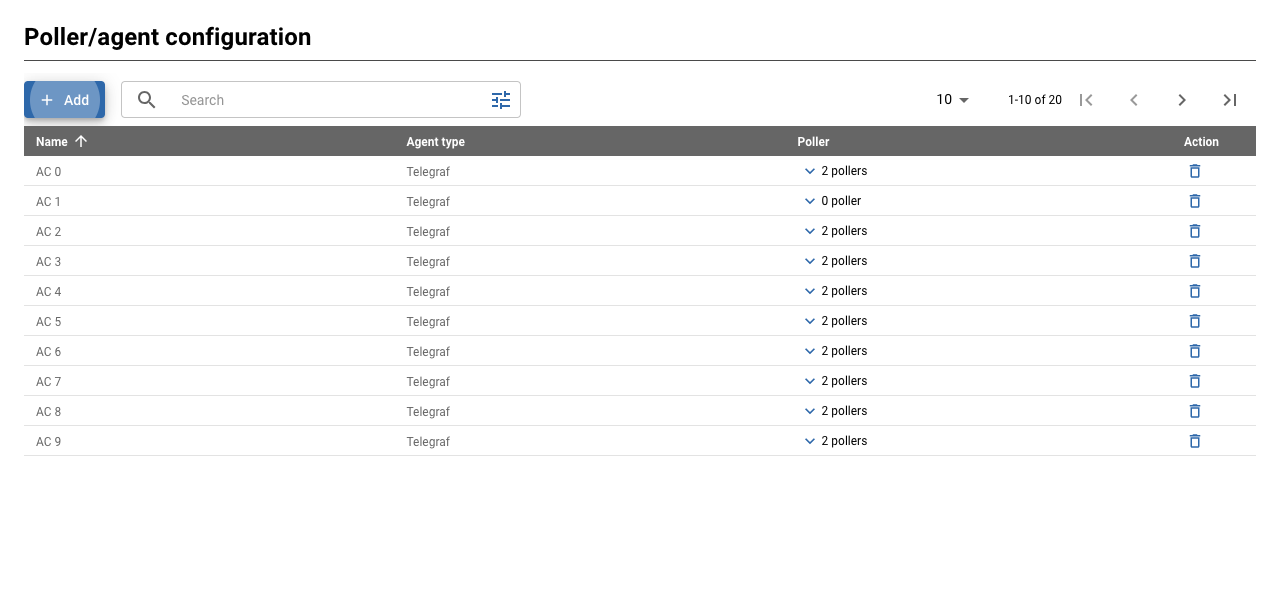 Poller/agent configuration
Add
Search
10
1-10 of 20
Name Agent type Poller Action
AC 0 Telegraf 2 pollers
AC 1 Telegraf 0 poller
AC 2 Telegraf 2 pollers
AC 3 Telegraf 2 pollers
AC 4 Telegraf 2 pollers
AC 5 Telegraf 2 pollers
AC 6 Telegraf 2 pollers
AC 7 Telegraf 2 pollers
AC 8 Telegraf 2 pollers
AC 9 Telegraf 2 pollers